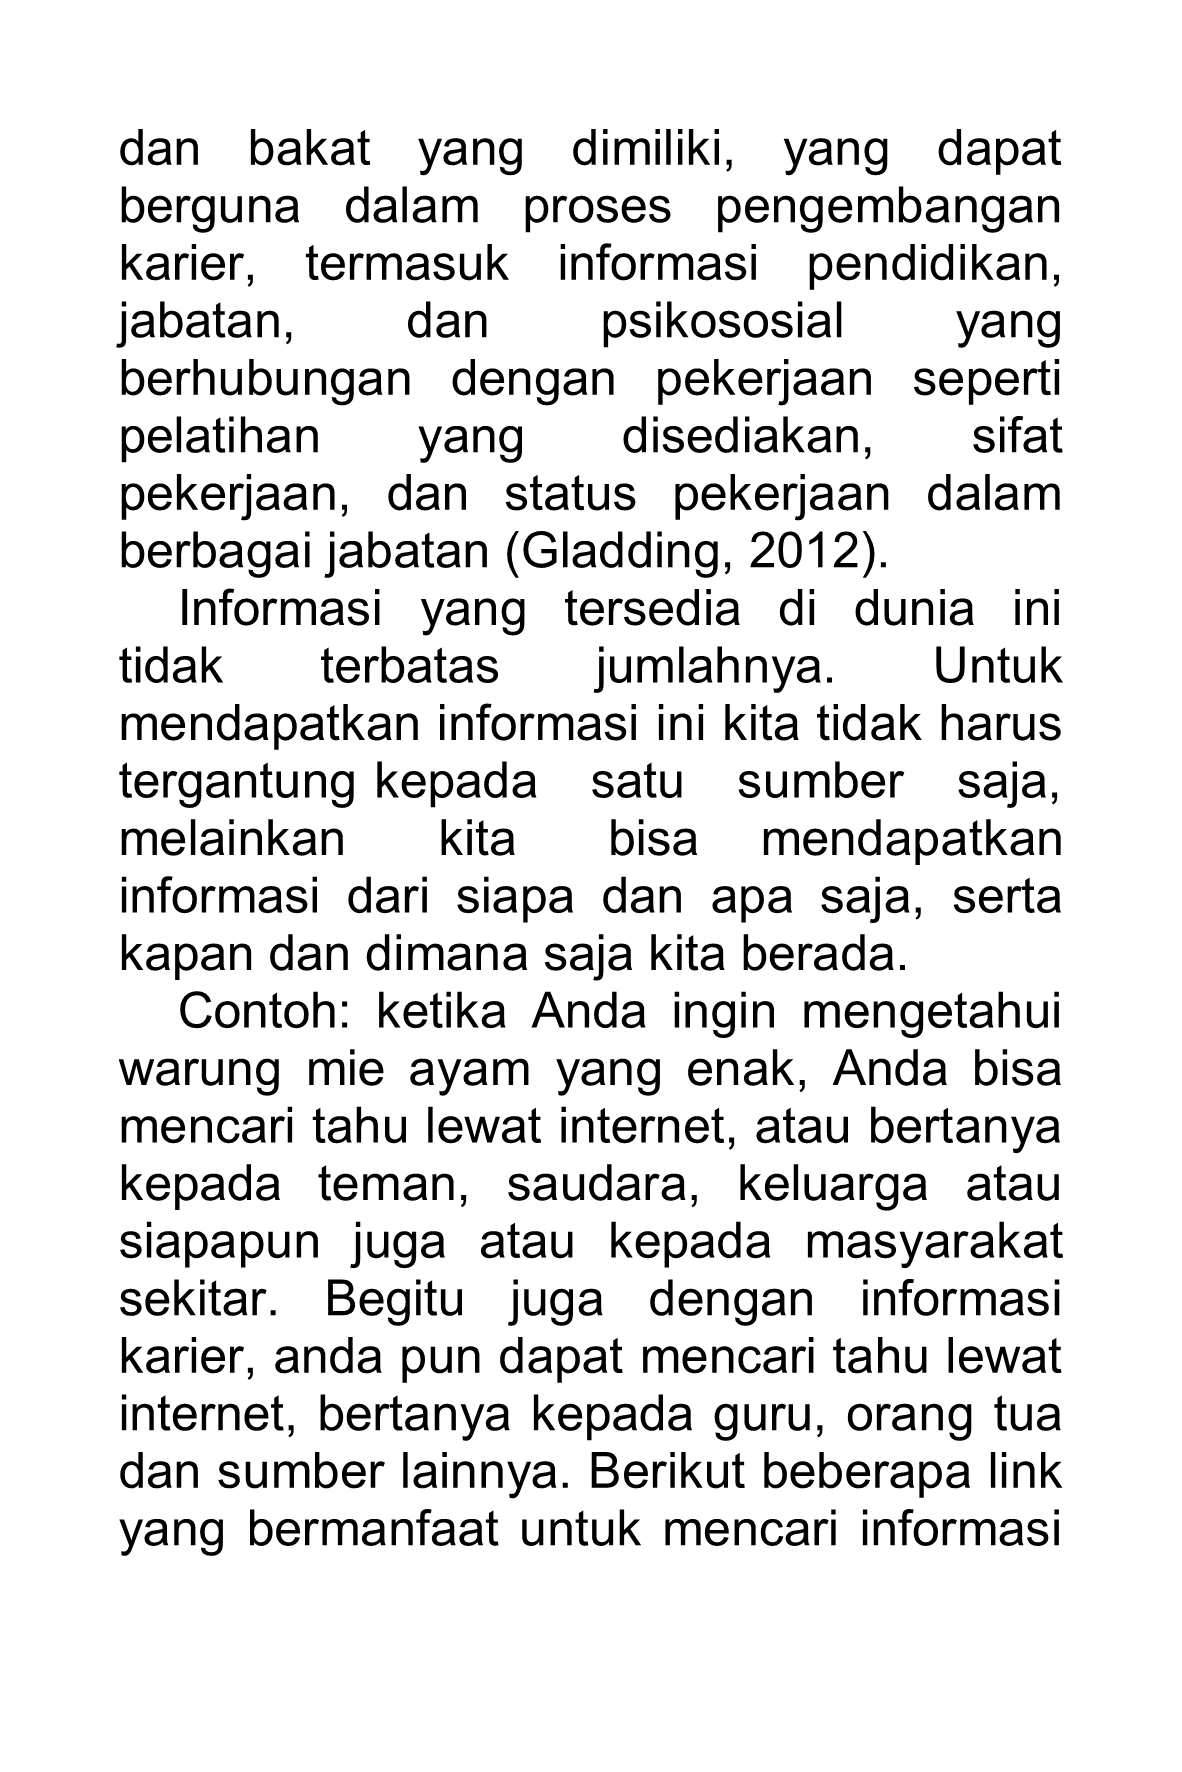 dan bakat yang dimiliki, yang dapat
berguna dalam proses pengembangan
karier, termasuk informasi pendidikan,
jabatan, dan psikososial yang
berhubungan dengan pekerjaan seperti
pelatihan yang disediakan, sifat
pekerjaan, dan status pekerjaan dalam
berbagai jabatan (Gladding, 2012).
Informasi yang tersedia di dunia ini
tidak terbatas jumlahnya. Untuk
mendapatkan informasi ini kita tidak harus
tergantung kepada satu sumber saja,
melainkan kita bisa mendapatkan
informasi dari siapa dan apa saja, serta
kapan dan dimana saja kita berada.
Contoh: ketika Anda ingin mengetahui
warung mie ayam yang enak, Anda bisa
mencari tahu lewat internet, atau bertanya
kepada teman, saudara, keluarga atau
siapapun juga atau kepada masyarakat
sekitar. Begitu juga dengan informasi
karier, anda pun dapat mencari tahu lewat
internet, bertanya kepada guru, orang tua
dan sumber lainnya. Berikut beberapa link
yang bermanfaat untuk mencari informasi